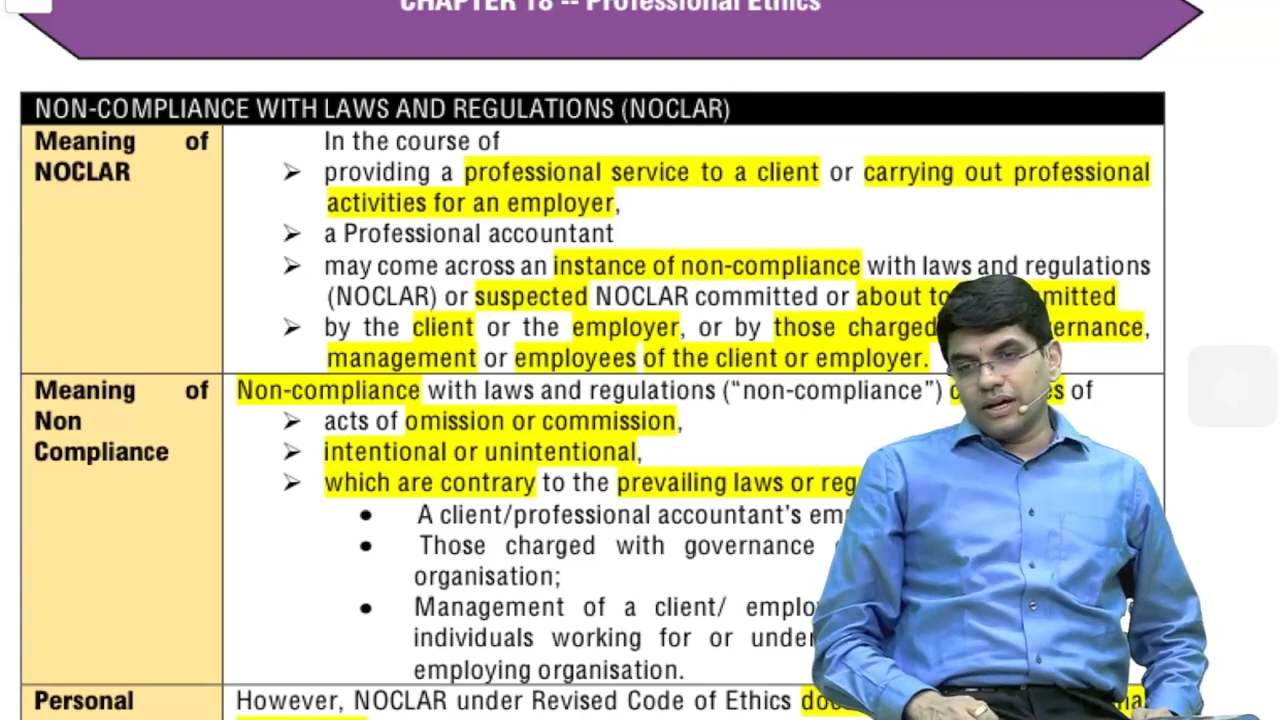 CHAPTER 18 -- Professional Ethics
NON-COMPLIANCE WITH LAWS AND REGULATIONS (NOCLAR)
Meaning of NOCLAR
In the course of
➢ providing a professional service to a client or carrying out professional
activities for an employer,
➢ a Professional accountant
➢ may come across an instance of non-compliance with laws and regulations
(NOCLAR) or suspected NOCLAR committed or about to
➢ by the client or the employer, or by those charged
management or employees of the client or employer.
Meaning of
Non
Compliance
Non-compliance with laws and regulations (“non-compliance”) of
➢ acts of omission or commission,
➢ intentional or unintentional,
➢ which are contrary to the prevailing laws or
● A client/professional accountant’s
● Those charged with governance
organisation;
● Management of a client/
individuals working for or
employing organisation.
Personal
However, NOCLAR under Revised Code of Ethics